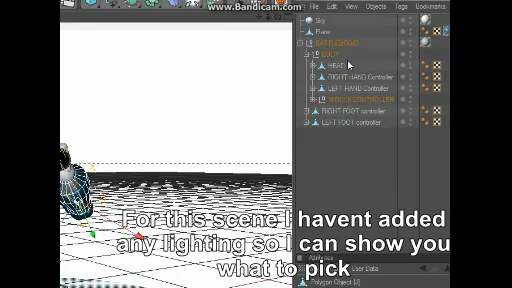 www.Bandicam.com
File Edit View Objects Tags Bookmarks
Sky
Plane
BODY
HEAD
RIGHT HAND Controller
LEFT HAND Controller
MIDDLE CONTROLLER
RIGHT FOOT controller
LEFT FOOT controller
For this scene I havent added
any lighting so I can show you
what to pick
Attributes
User Data
Polygon Object [J]